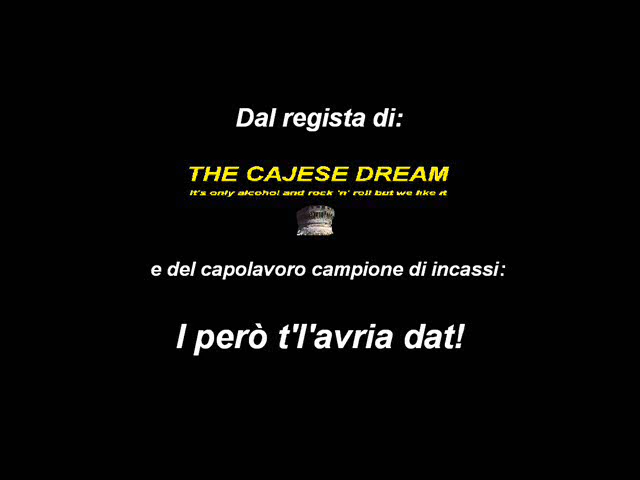 Dal regista di:
THE CAJESE DREAM
It's only alcohol and rock 'n' roll but we like it
e del capolavoro campione di incassi:
I però t'l'avria dat!